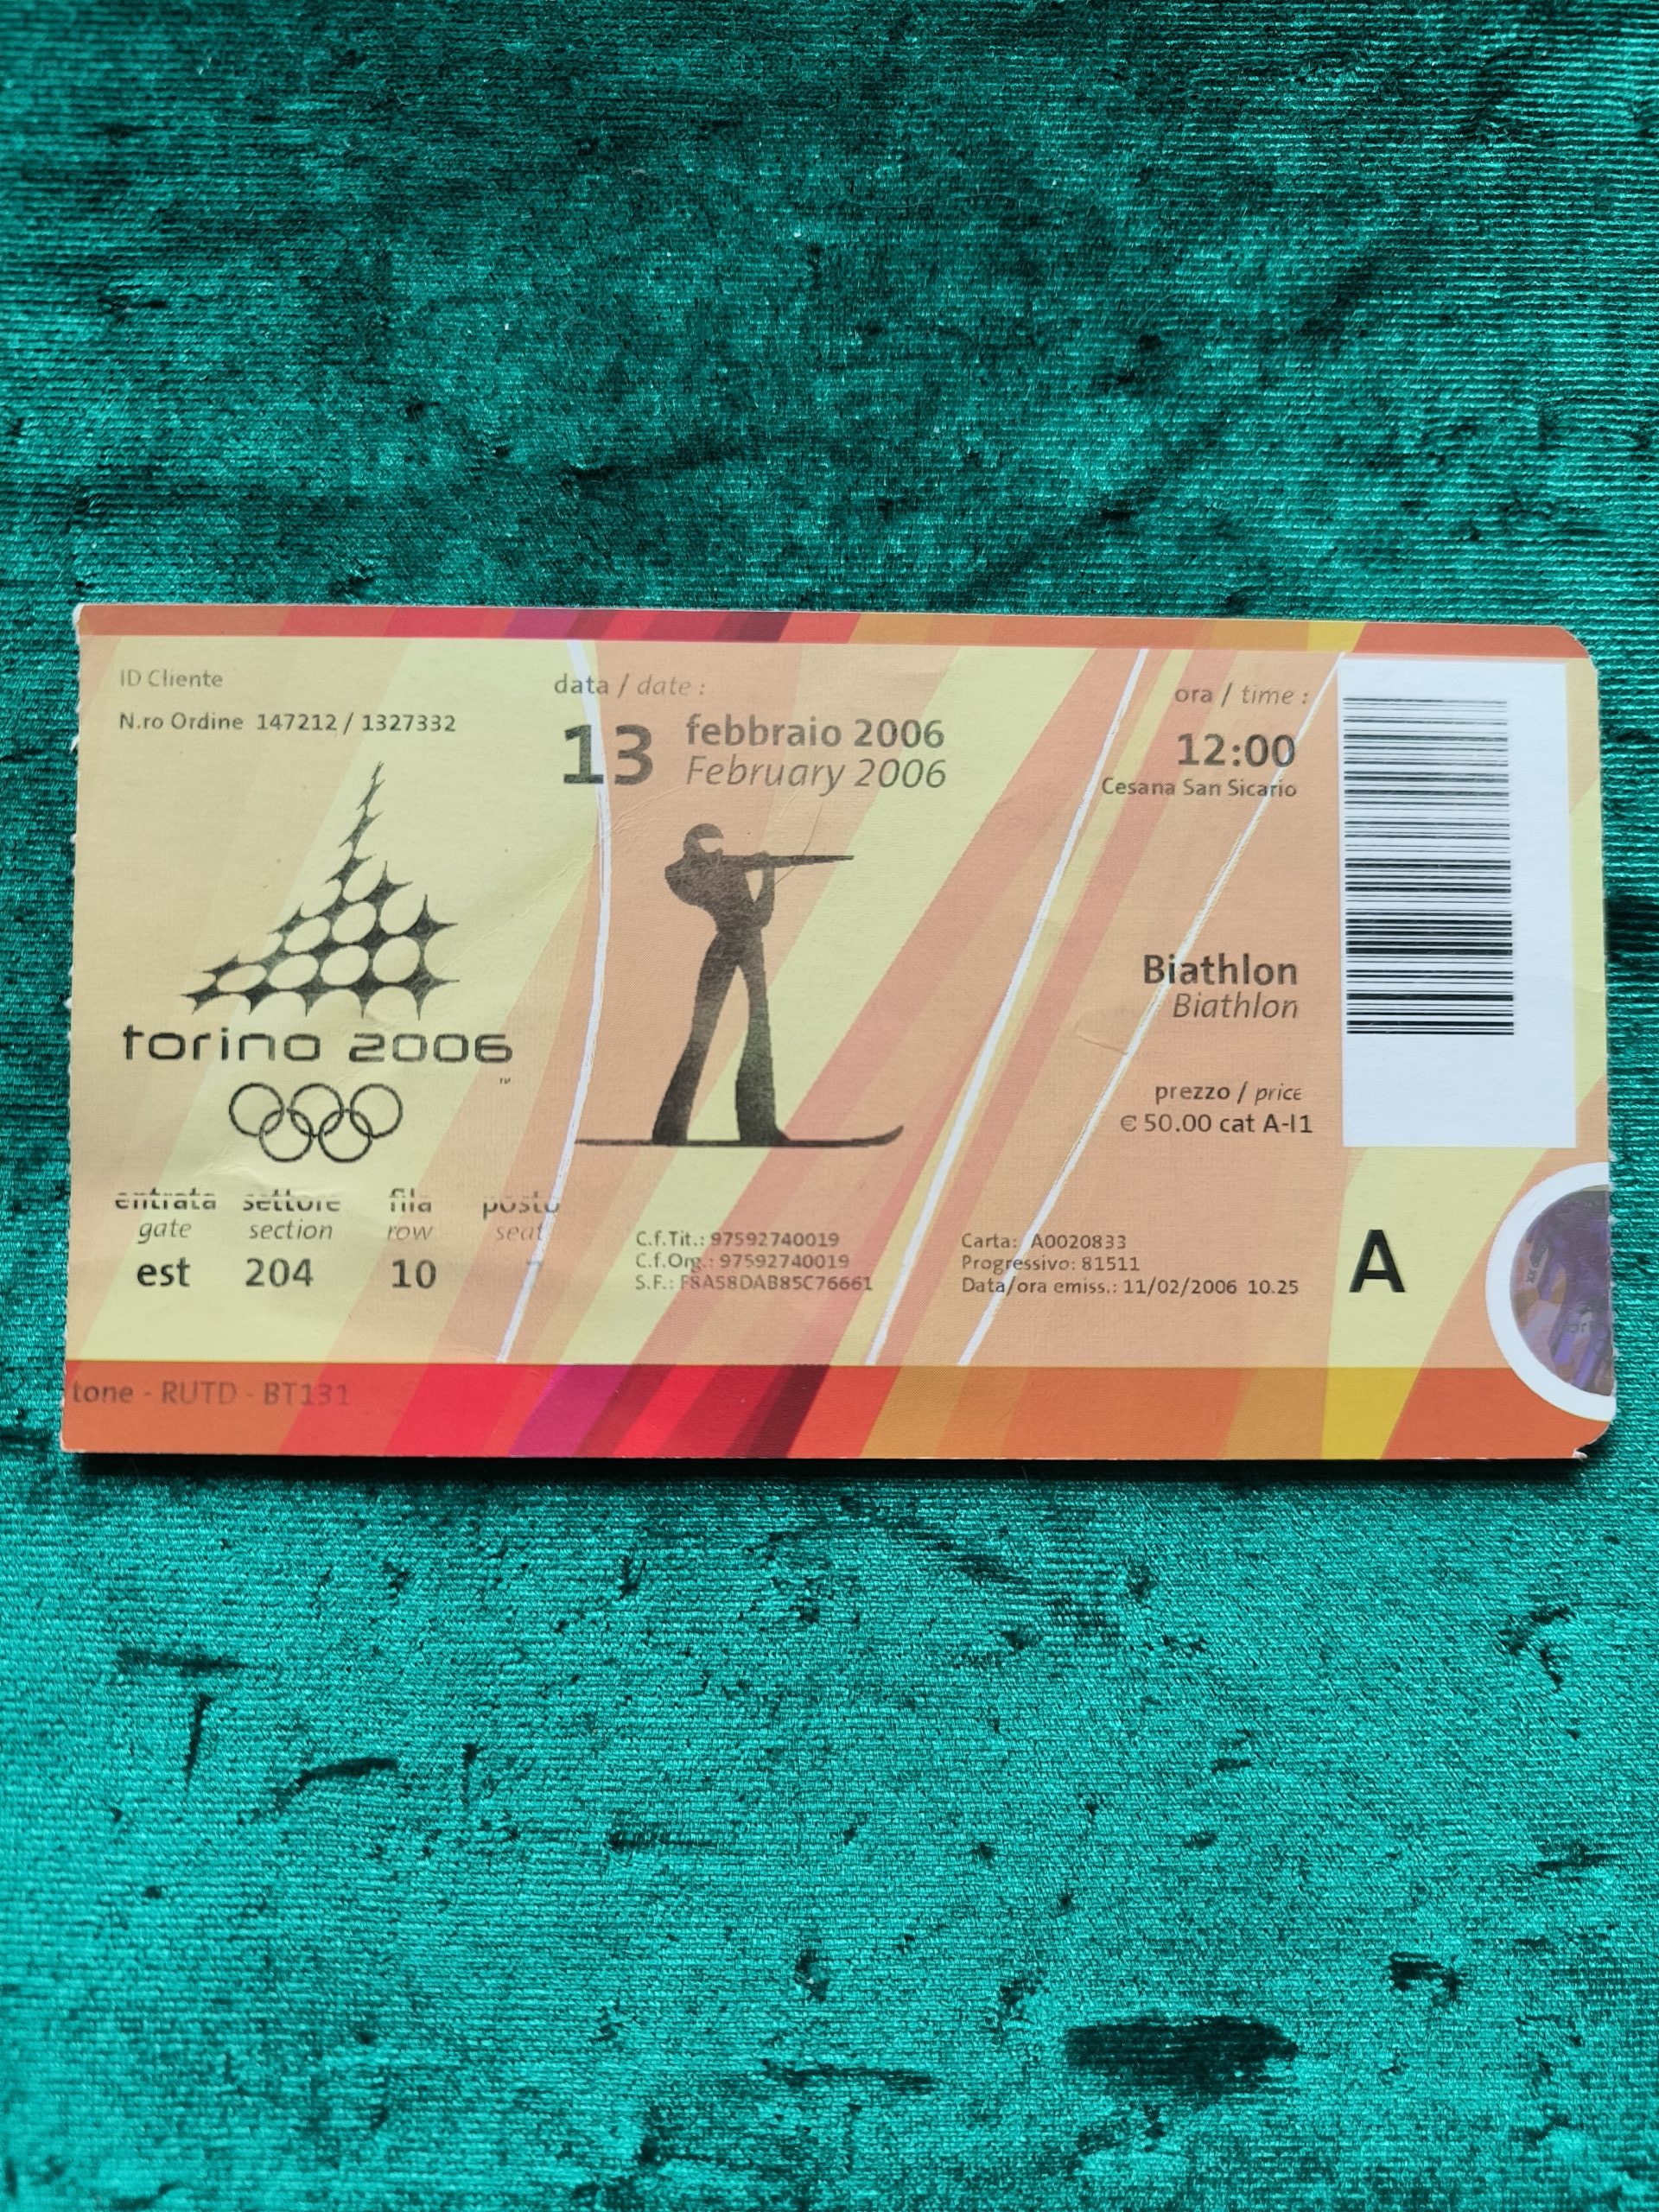 ID Cliente
N.ro Ordine 147212 / 1327332
data / date :
13 febbraio 2006
February 2006
ora / time :
12:00
Cesana San Sicario
torino 2006
TM
Biathlon
Biathlon
prezzo / price
€ 50.00 cat A-I1
entrata settore fila posto
gate section row seat
est 204 10
C.f.Tit.: 97592740019
C.f.Org.: 97592740019
S.F.: F8A58DAB85C76661
Carta: A0020833
Progressivo: 81511
Data/ora emiss.: 11/02/2006 10.25
A
tone - RUTD - BT131